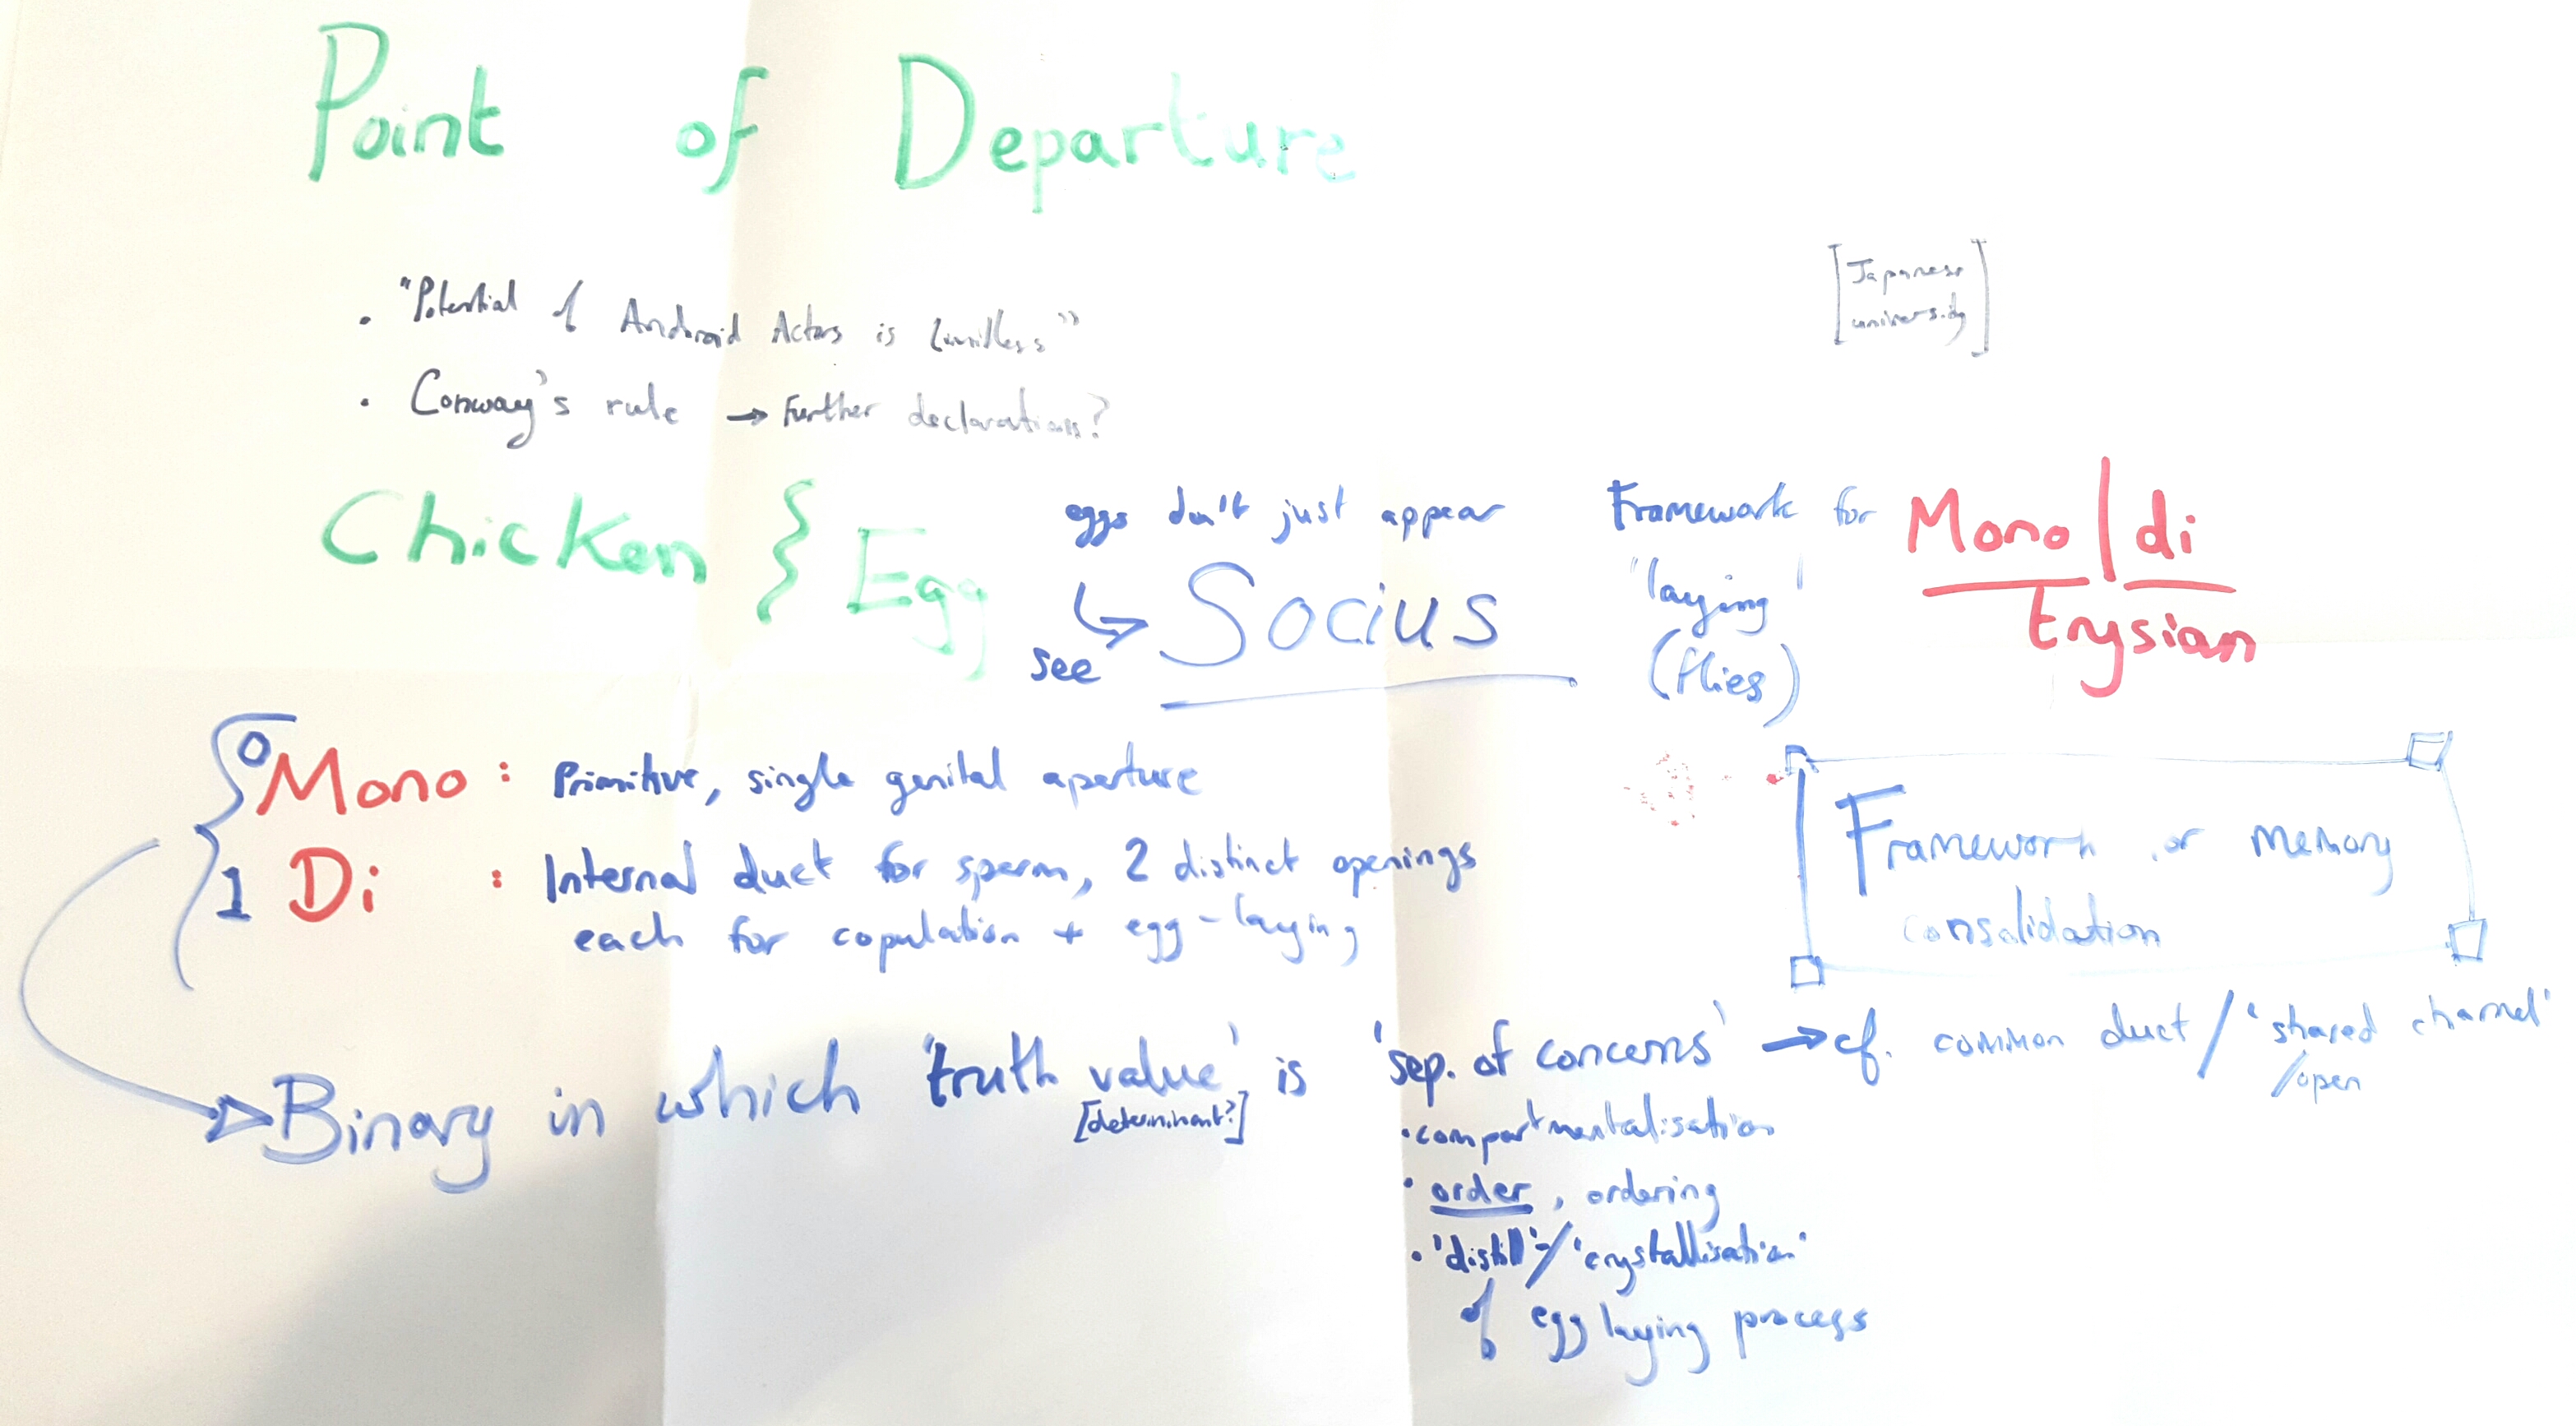 Point of Departure
• "Potential of Android Actors is limitless"
[Japanese
university]
• Conway's rule → Further declarations?
Chicken } Egg
eggs don't just appear
see ↳ Socius
Framework for
"laying'
(flies)
Mono | di
trysian
0 Mono : Primitive, single genital aperture
1 Di : Internal duct for sperm, 2 distinct openings
each for copulation + egg-laying
Framework or memory
consolidation
Binary in which 'truth value' is 'sep. of concerns' → cf. common duct / 'shared channel'
/open
[determinant?]
• compartmentalisation
• order, ordering
• 'distill'-/'crystallisation'
of egg laying process